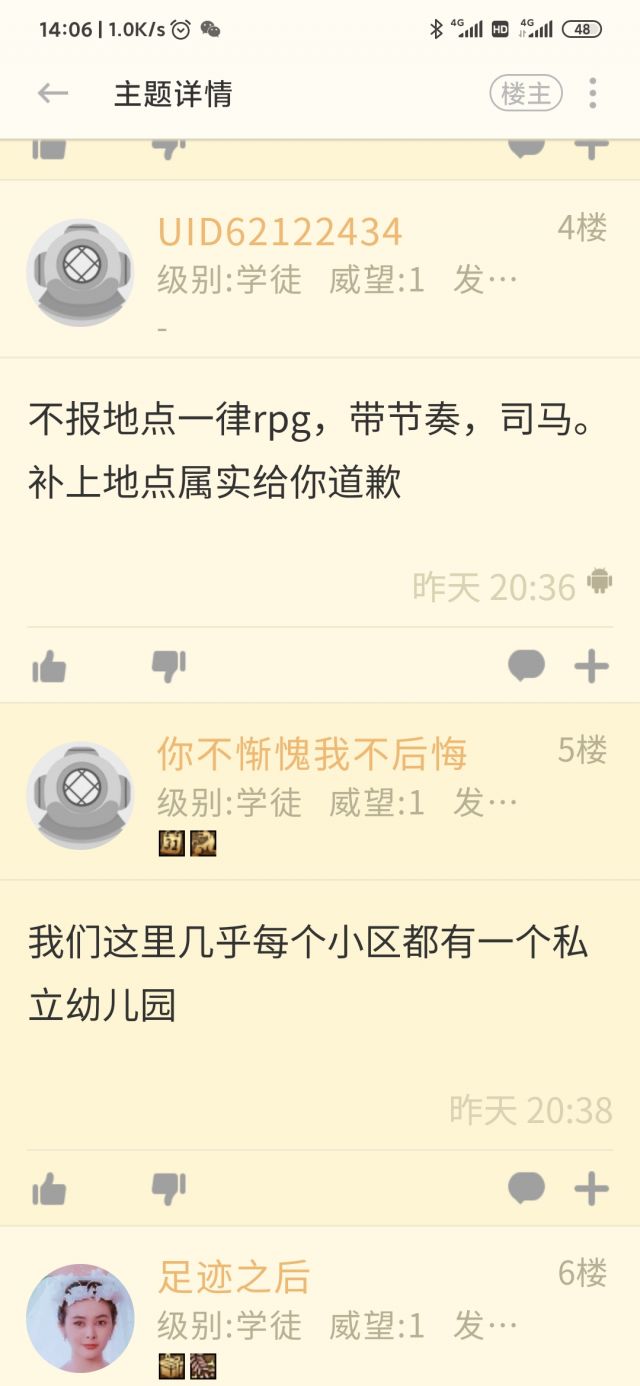 14:06 | 1.0K/s 4G HD 4G 48
主题详情 楼主
UID62122434 4楼
级别:学徒 威望:1 发…
-
不报地点一律rpg，带节奏，司马。
补上地点属实给你道歉
昨天 20:36
你不惭愧我不后悔 5楼
级别:学徒 威望:1 发…
31
我们这里几乎每个小区都有一个私
立幼儿园
昨天 20:38
足迹之后 6楼
级别:学徒 威望:1 发…